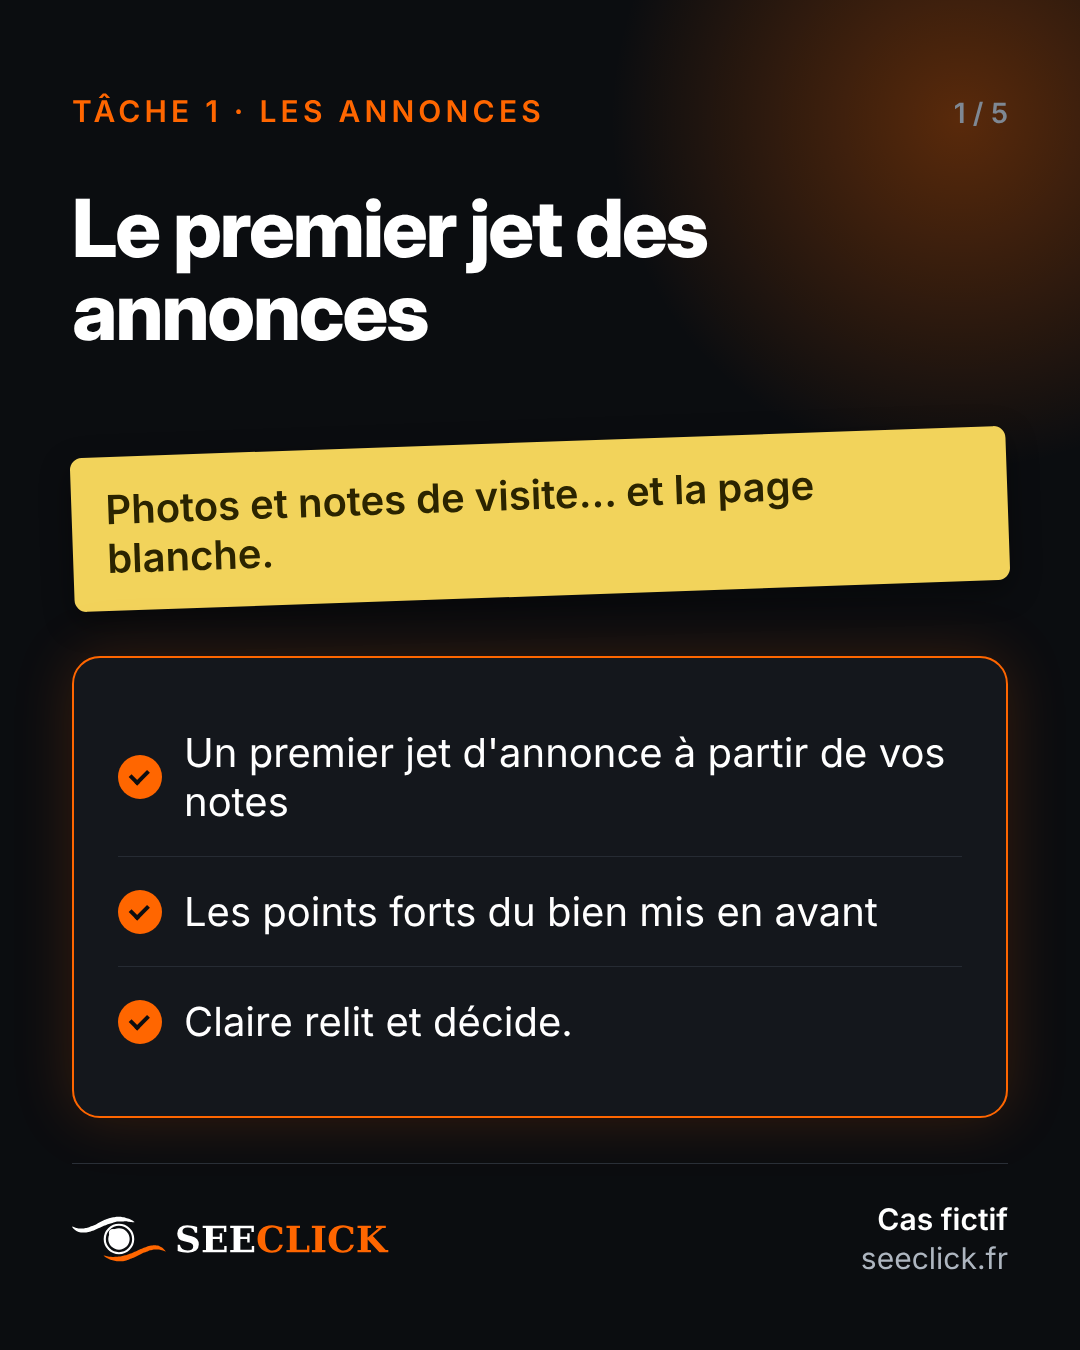 TÂCHE 1 · LES ANNONCES
1 / 5
Le premier jet des
annonces
Photos et notes de visite... et la page
blanche.
Un premier jet d'annonce à partir de vos
notes
Les points forts du bien mis en avant
Claire relit et décide.
SEECLICK
Cas fictif
seeclick.fr